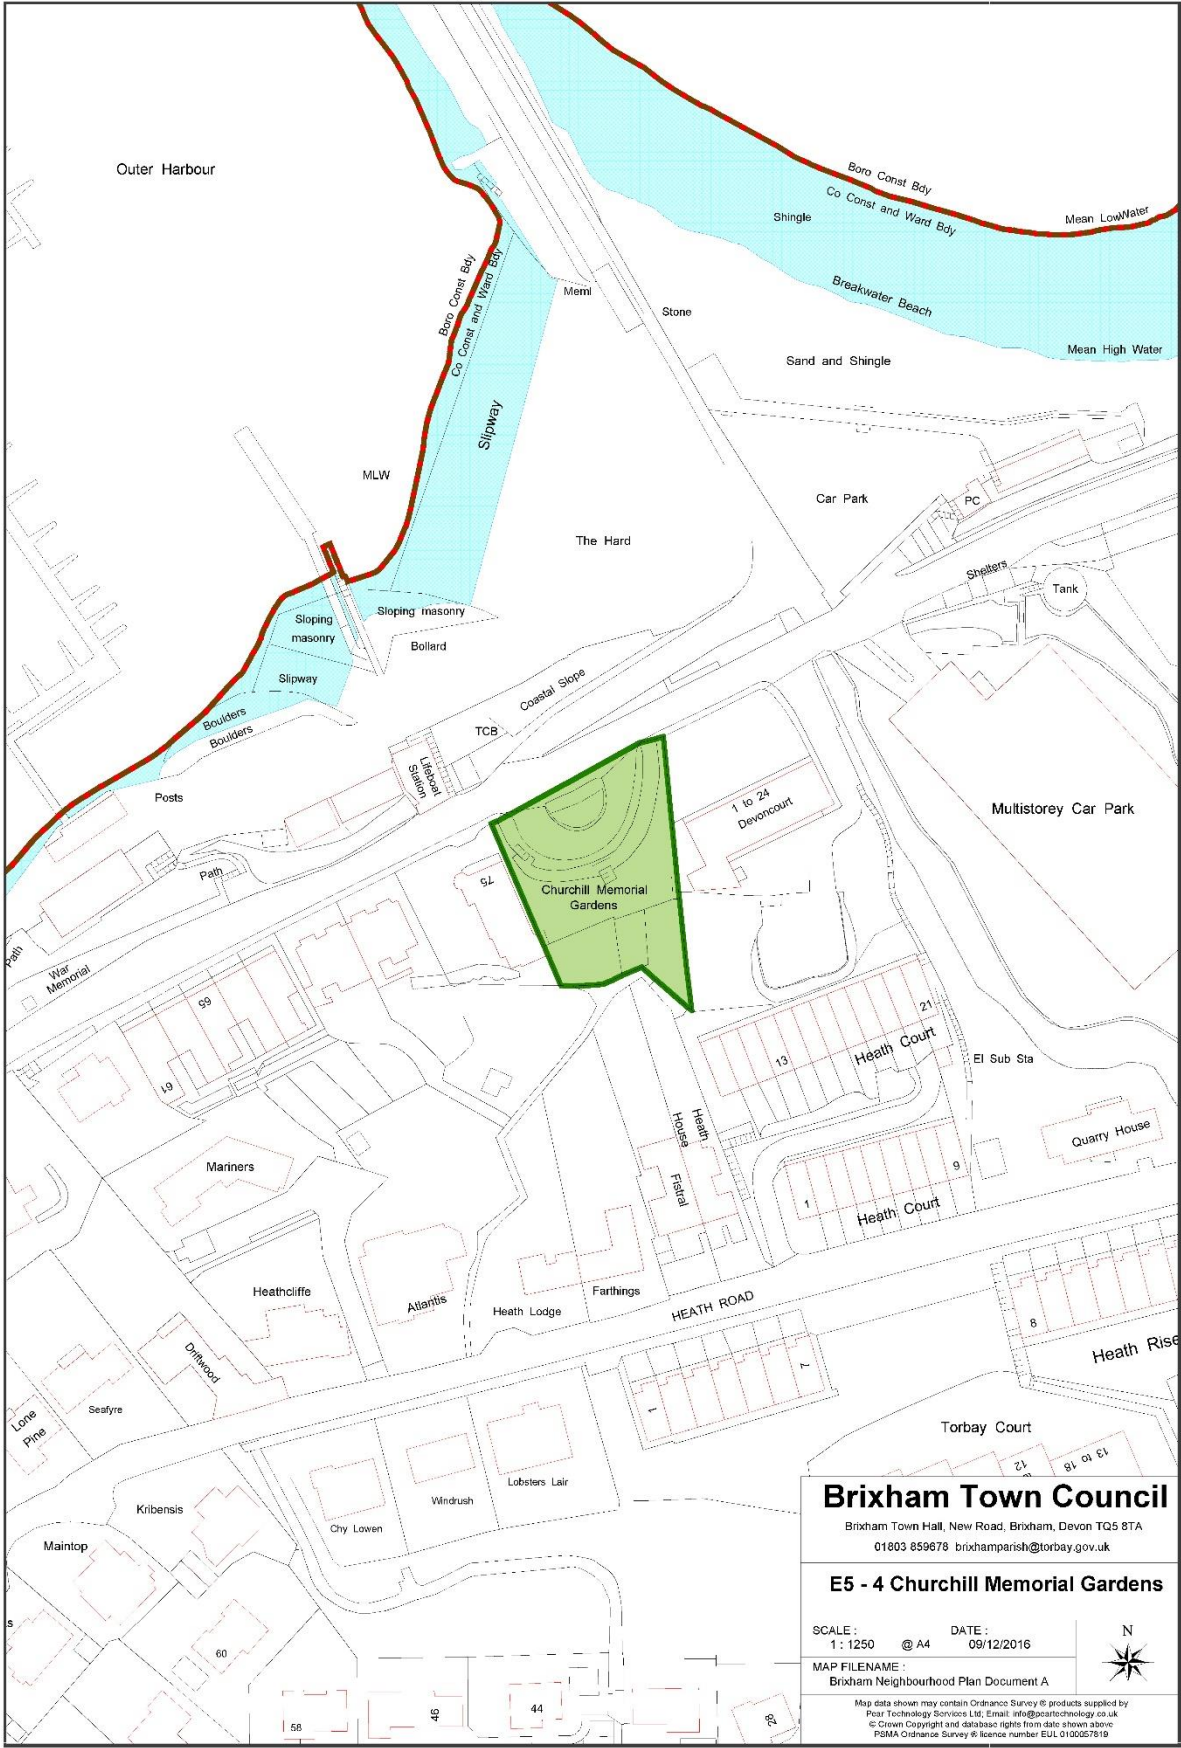 Outer Harbour
Boro Const Bdy
Co Const and Ward Bdy
Mean LowWater
Shingle
Breakwater Beach
Mean High Water
Boro Const Bdy
Co Const and Ward Bdy
Meml
Stone
Sand and Shingle
Slipway
MLW
Car Park
PC
The Hard
Shelters
Tank
Sloping
masonry
Sloping masonry
Bollard
Slipway
Coastal Slope
Boulders
Boulders
TCB
Lifeboat
Station
Posts
1 to 24
Devoncourt
Multistorey Car Park
Path
75
Churchill Memorial
Gardens
Path
War
Memorial
65
61
21
13
Heath Court
El Sub Sta
Heath
House
Quarry House
Mariners
Fistral
9
1
Heath Court
Heathcliffe
Atlantis
Heath Lodge
Farthings
HEATH ROAD
8
Heath Rise
Driftwood
7
1
Seafyre
Lone
Pine
Torbay Court
12
13 to 18
Lobsters Lair
Windrush
Kribensis
Chy Lowen
Maintop
s
60
58
46
44
28
Brixham Town Council
Brixham Town Hall, New Road, Brixham, Devon TQ5 8TA
01803 859678 brixhamparish@torbay.gov.uk
E5 - 4 Churchill Memorial Gardens
SCALE :
1 : 1250 @ A4
DATE :
09/12/2016
N
MAP FILENAME :
Brixham Neighbourhood Plan Document A
Map data shown may contain Ordnance Survey ® products supplied by
Pear Technology Services Ltd; Email: info@peartechnology.co.uk
© Crown Copyright and database rights from date shown above
PSMA Ordnance Survey ® licence number EUL 0100057819